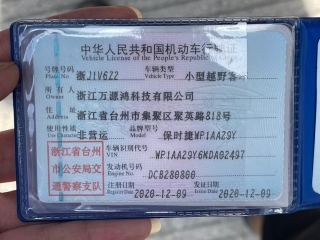 中华人民共和国机动车行驶证
Vehicle License of the People's Republic
号牌号码 Plate No. 浙J1V6Z2 车辆类型 Vehicle Type 小型越野客
所有人 Owner 浙江万源鸿科技有限公司
住址 浙江省台州市集聚区聚英路818号
使用性质 非营运 品牌型号 Model 保时捷WP1AA29Y
浙江省台州市公安局交通警察支队
车辆识别代号 VIN WP1AA29Y6MDA02497
发动机号码 Engine No. DCB280800
注册日期 2020-12-09 发证日期 Issue Date 2020-12-09